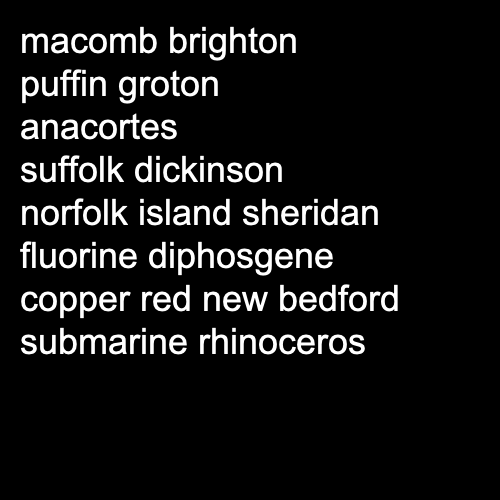 macomb brighton
puffin groton
anacortes
suffolk dickinson
norfolk island sheridan
fluorine diphosgene
copper red new bedford
submarine rhinoceros